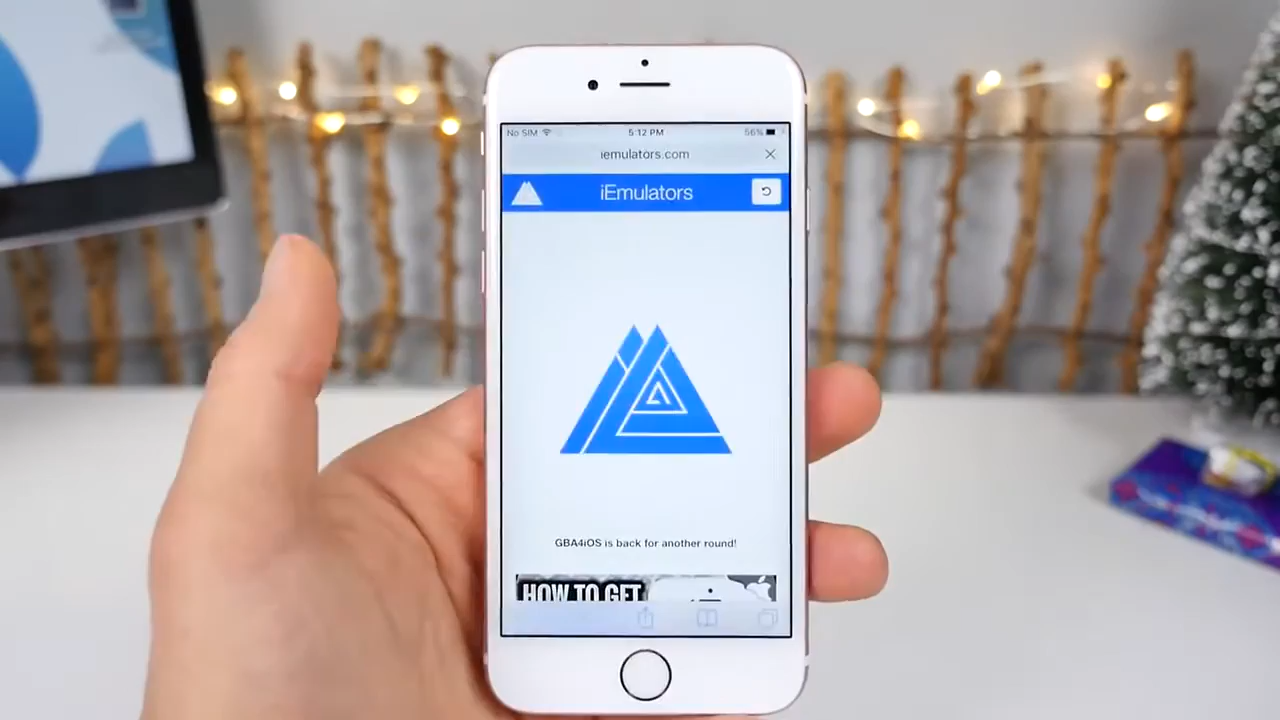 No SIM 5:12 PM 56%
iemulators.com
iEmulators
GBA4iOS is back for another round!
HOW TO GET